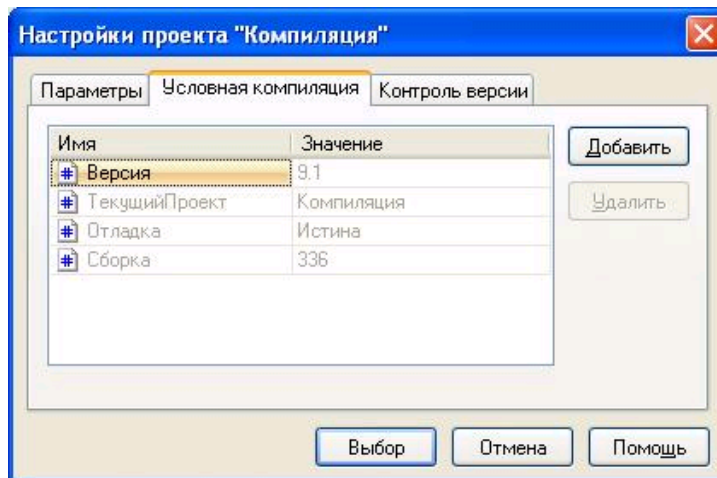 Настройки проекта "Компиляция"
Параметры Условная компиляция Контроль версии
Имя Значение
Версия 9.1
ТекущийПроект Компиляция
Отладка Истина
Сборка 336
Добавить
Удалить
Выбор Отмена Помощь